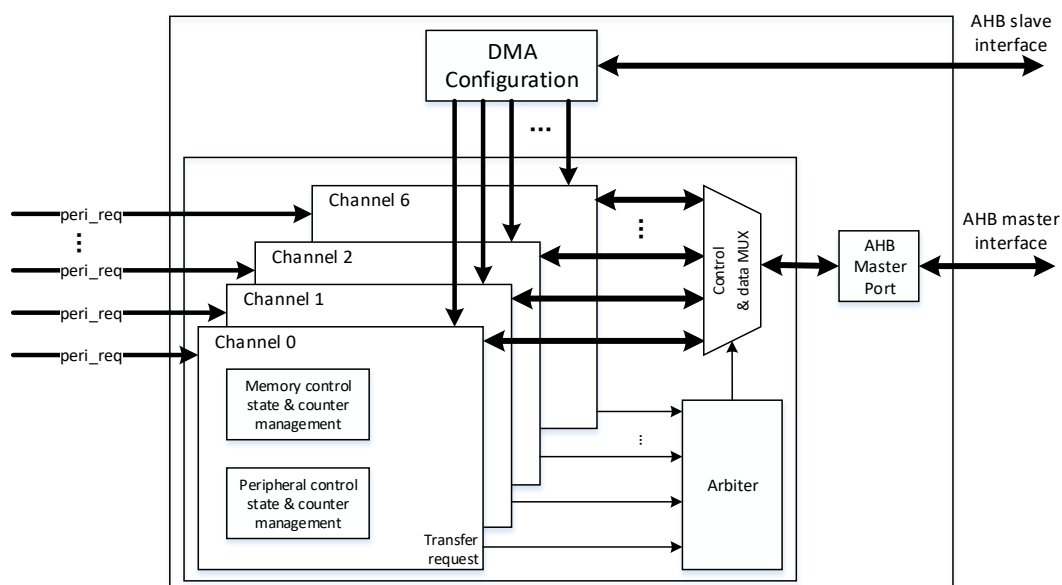 AHB slave
interface
DMA
Configuration
...
Channel 6
peri_req
...
...
AHB master
interface
Channel 2
peri_req
Control
& data MUX
AHB
Master
Port
Channel 1
peri_req
Channel 0
peri_req
Memory control
state & counter
management
...
Peripheral control
state & counter
management
Arbiter
Transfer
request